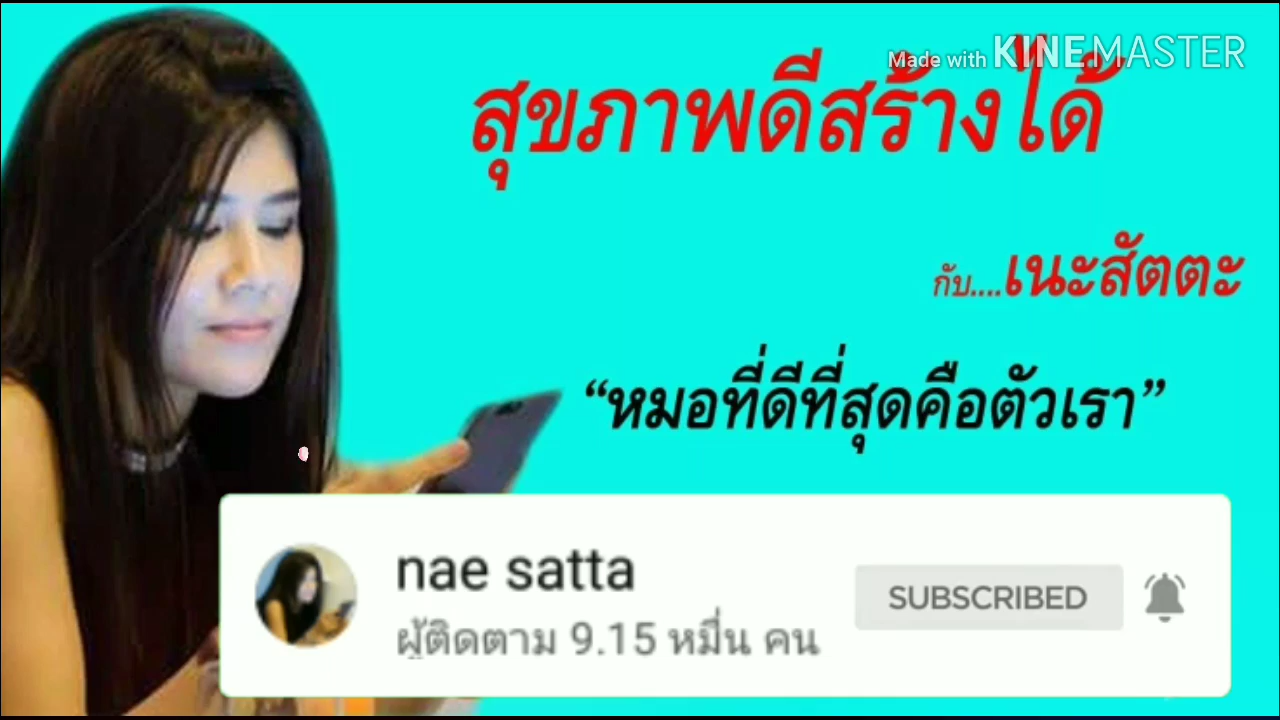 Made with KINEMASTER
สุขภาพดีสร้างได้
กับ....เนะสัตตะ
“หมอที่ดีที่สุดคือตัวเรา”
nae satta
SUBSCRIBED
ผู้ติดตาม 9.15 หมื่น คน